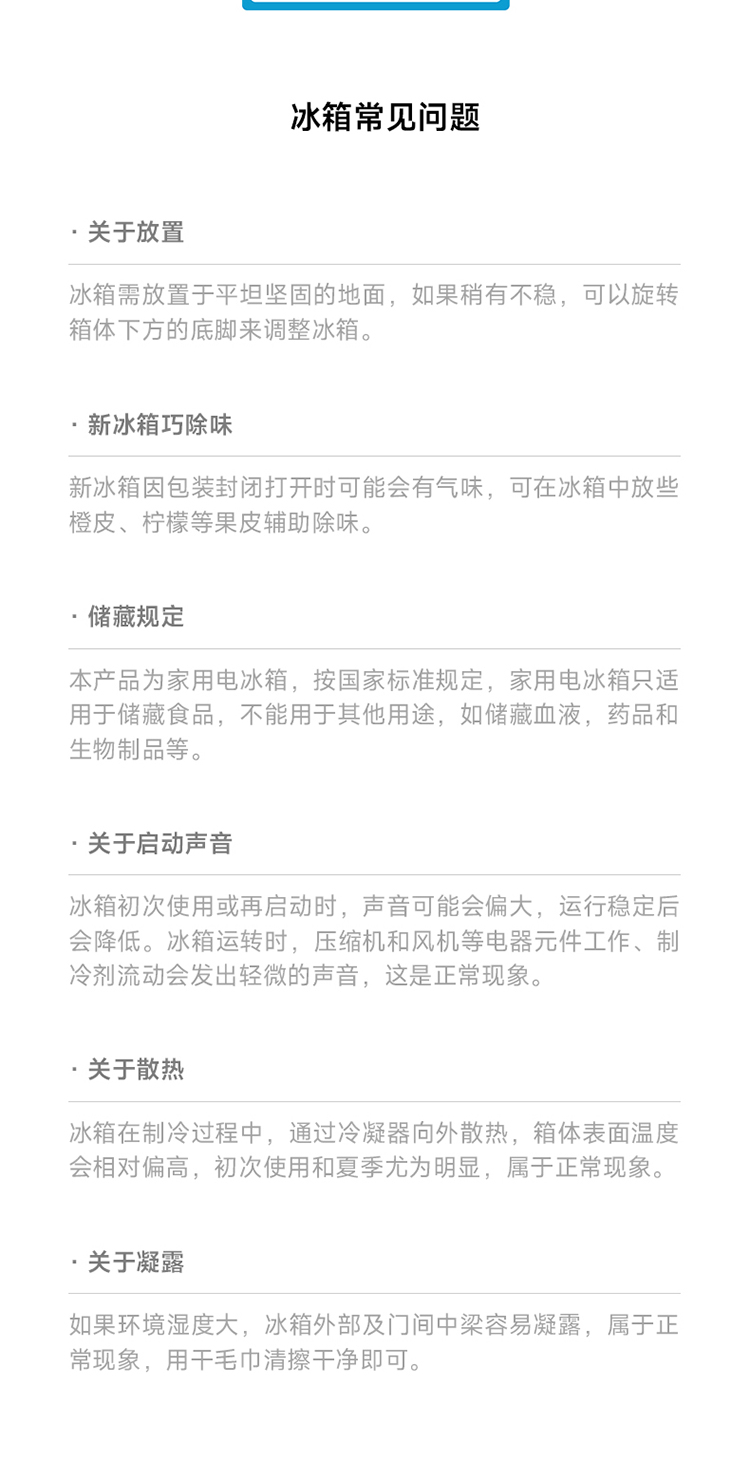 冰箱常见问题
· 关于放置
冰箱需放置于平坦坚固的地面，如果稍有不稳，可以旋转
箱体下方的底脚来调整冰箱。
· 新冰箱巧除味
新冰箱因包装封闭打开时可能会有气味，可在冰箱中放些
橙皮、柠檬等果皮辅助除味。
· 储藏规定
本产品为家用电冰箱，按国家标准规定，家用电冰箱只适
用于储藏食品，不能用于其他用途，如储藏血液，药品和
生物制品等。
· 关于启动声音
冰箱初次使用或再启动时，声音可能会偏大，运行稳定后
会降低。冰箱运转时，压缩机和风机等电器元件工作、制
冷剂流动会发出轻微的声音，这是正常现象。
· 关于散热
冰箱在制冷过程中，通过冷凝器向外散热，箱体表面温度
会相对偏高，初次使用和夏季尤为明显，属于正常现象。
· 关于凝露
如果环境湿度大，冰箱外部及门间中梁容易凝露，属于正
常现象，用干毛巾清擦干净即可。